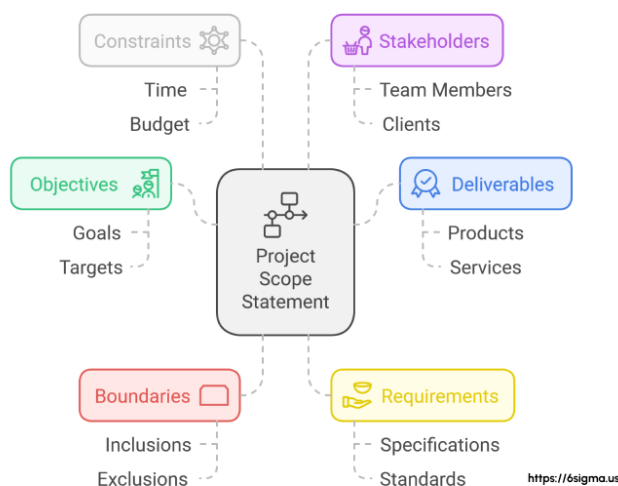 Constraints
Time
Budget
Stakeholders
Team Members
Clients
Objectives
Goals
Targets
Project
Scope
Statement
Deliverables
Products
Services
Boundaries
Inclusions
Exclusions
Requirements
Specifications
Standards
https://6sigma.us